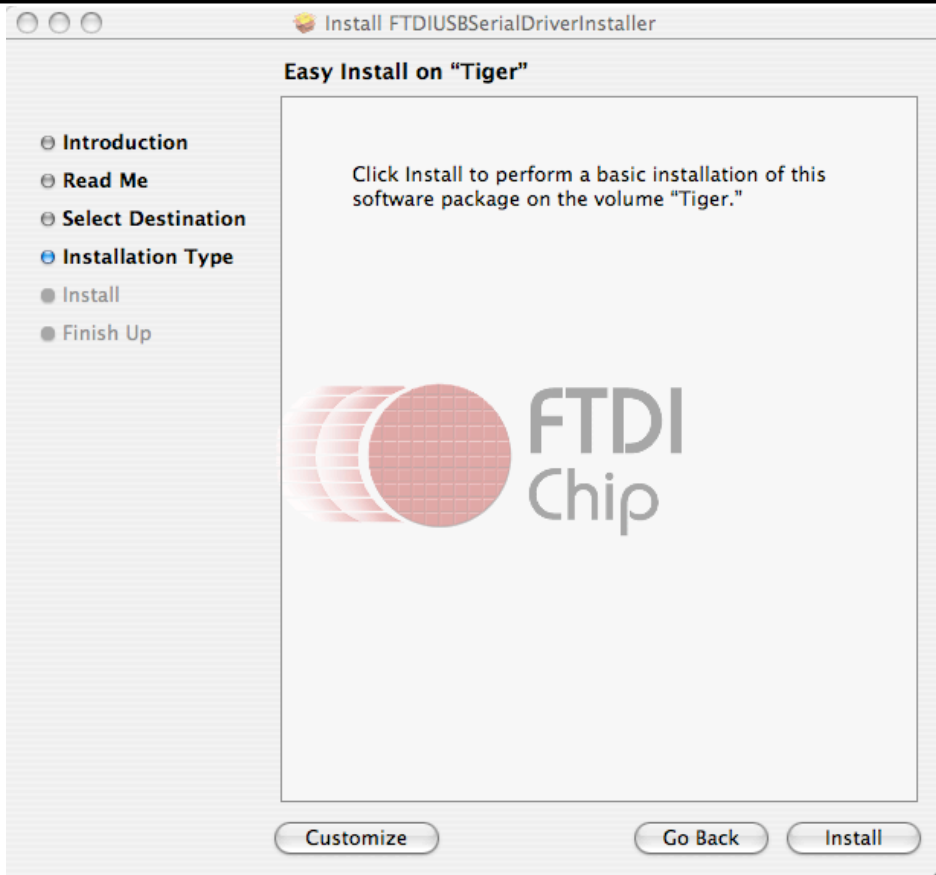 Install FTDIUSBSerialDriverInstaller
Easy Install on “Tiger”
Introduction
Read Me
Select Destination
Installation Type
Install
Finish Up
Click Install to perform a basic installation of this
software package on the volume “Tiger.”
FTDI
Chip
Customize
Go Back
Install